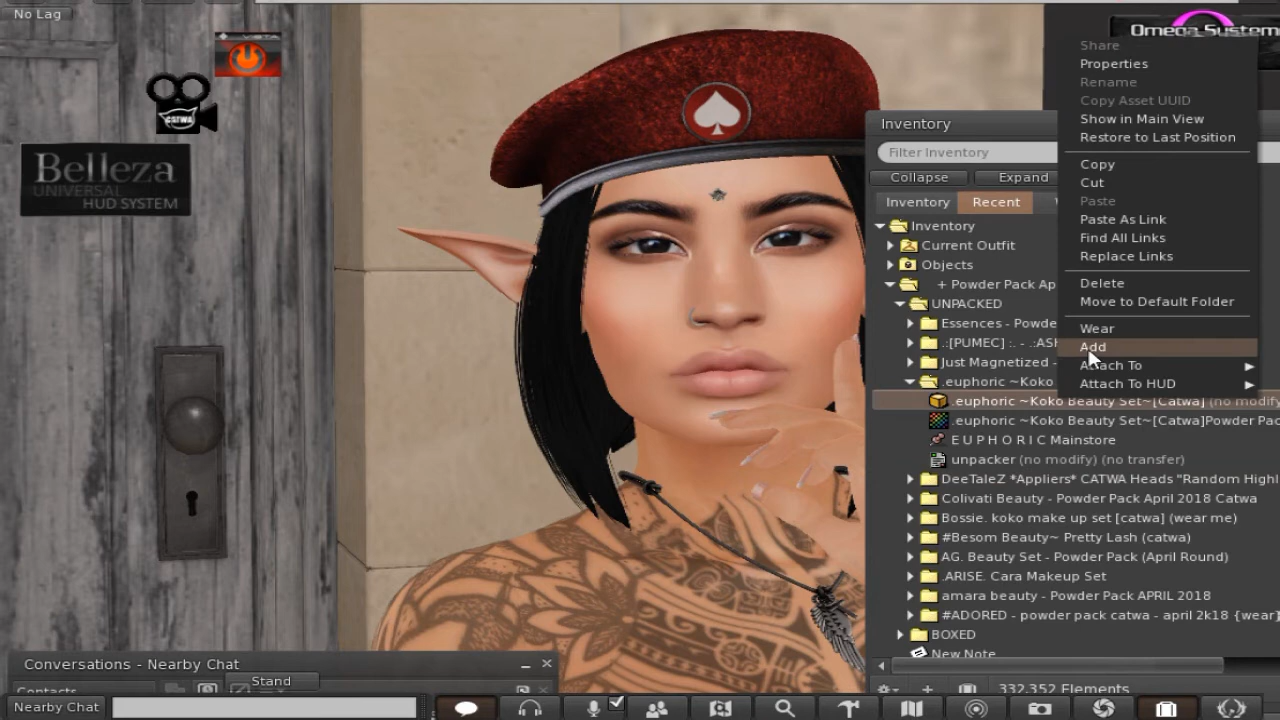 No Lag
VISTA
CATWA
Belleza
UNIVERSAL
HUD SYSTEM
Omega System
Inventory
Filter Inventory
Collapse
Expand
Inventory
Recent
Inventory
Current Outfit
Objects
+ Powder Pack Ap
UNPACKED
Essences - Powde
.:[PUMEC] :. - .:ASH
Just Magnetized -
.euphoric ~Koko
.euphoric ~Koko Beauty Set~[Catwa] (no modify
.euphoric ~Koko Beauty Set~[Catwa]Powder Pac
E U P H O R I C Mainstore
unpacker (no modify) (no transfer)
DeeTaleZ *Appliers* CATWA Heads "Random Highl
Colivati Beauty - Powder Pack April 2018 Catwa
Bossie. koko make up set [catwa] (wear me)
#Besom Beauty~ Pretty Lash (catwa)
AG. Beauty Set - Powder Pack (April Round)
.ARISE. Cara Makeup Set
amara beauty - Powder Pack APRIL 2018
#ADORED - powder pack catwa - april 2k18 {wear}
BOXED
New Note
332,352 Elements
Share
Properties
Rename
Copy Asset UUID
Show in Main View
Restore to Last Position
Copy
Cut
Paste
Paste As Link
Find All Links
Replace Links
Delete
Move to Default Folder
Wear
Add
Attach To
Attach To HUD
Conversations - Nearby Chat
Contacts
Stand
Nearby Chat